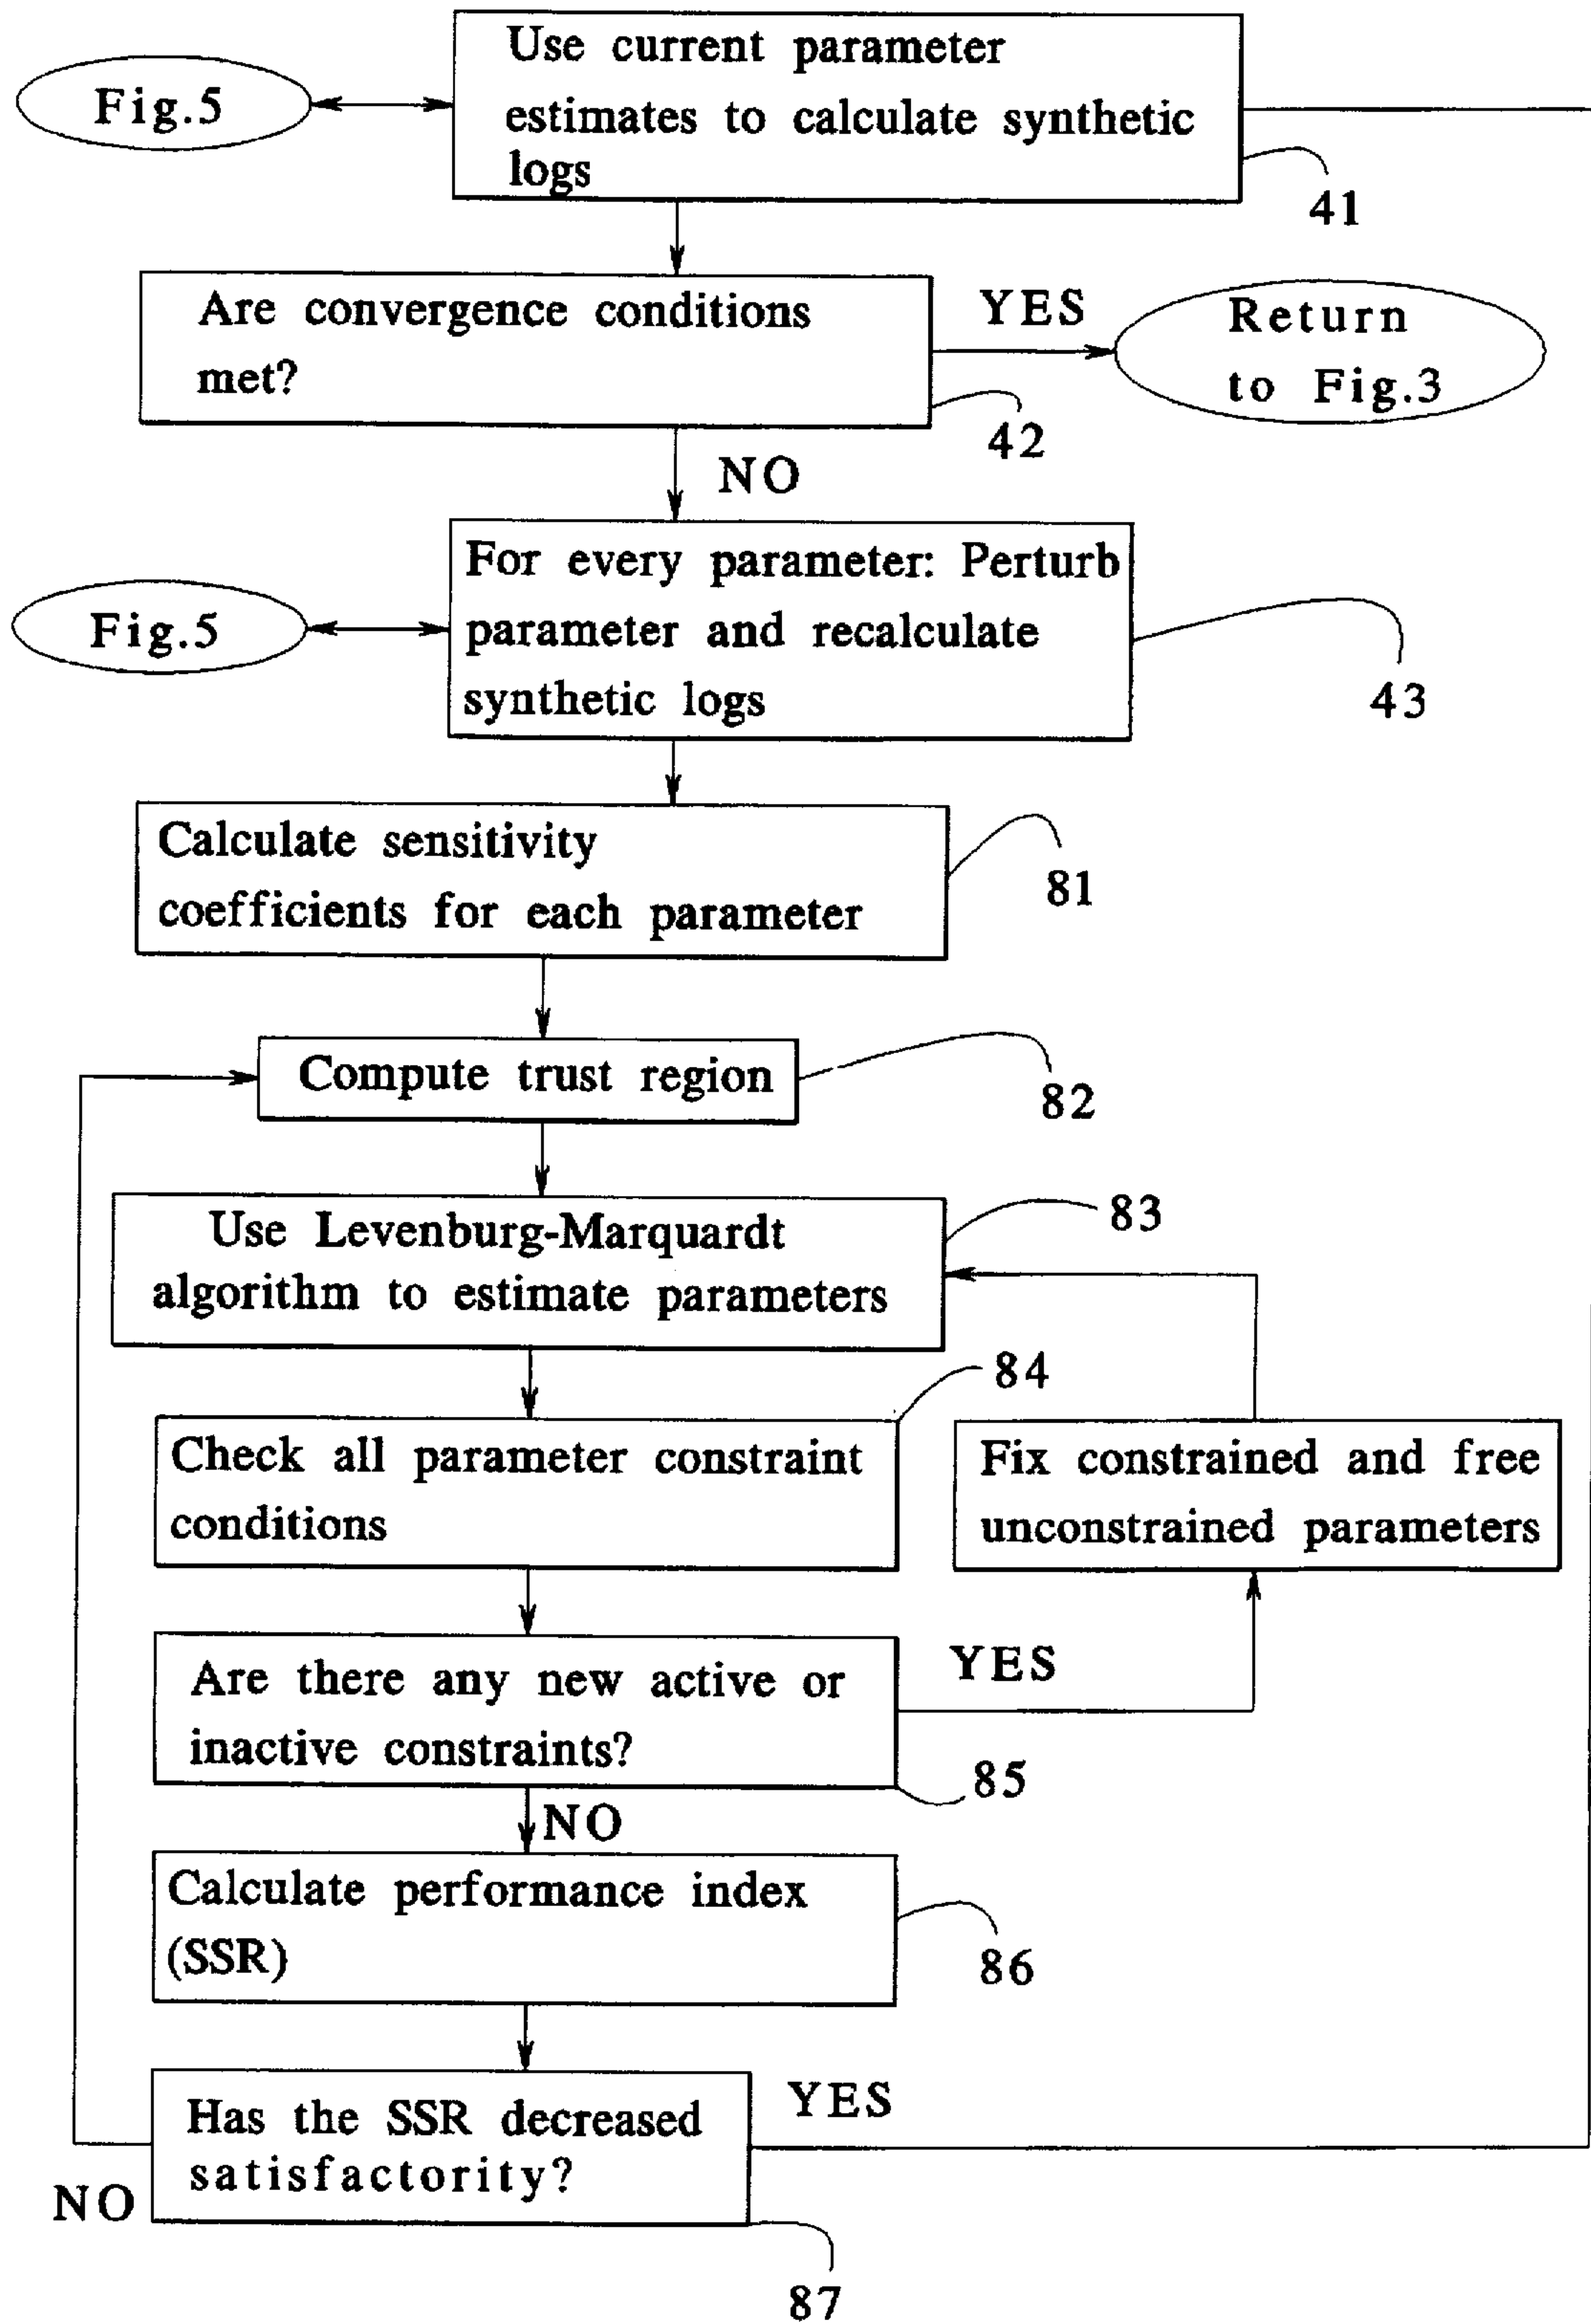 Use current parameter
estimates to calculate synthetic
logs
Fig.5
41
Are convergence conditions
met?
YES
Return
to Fig.3
42
NO
For every parameter: Perturb
parameter and recalculate
synthetic logs
Fig.5
43
Calculate sensitivity
coefficients for each parameter
81
Compute trust region
82
Use Levenburg-Marquardt
algorithm to estimate parameters
83
84
Check all parameter constraint
conditions
Fix constrained and free
unconstrained parameters
Are there any new active or
inactive constraints?
YES
85
NO
Calculate performance index
(SSR)
86
Has the SSR decreased
satisfactority?
YES
NO
87